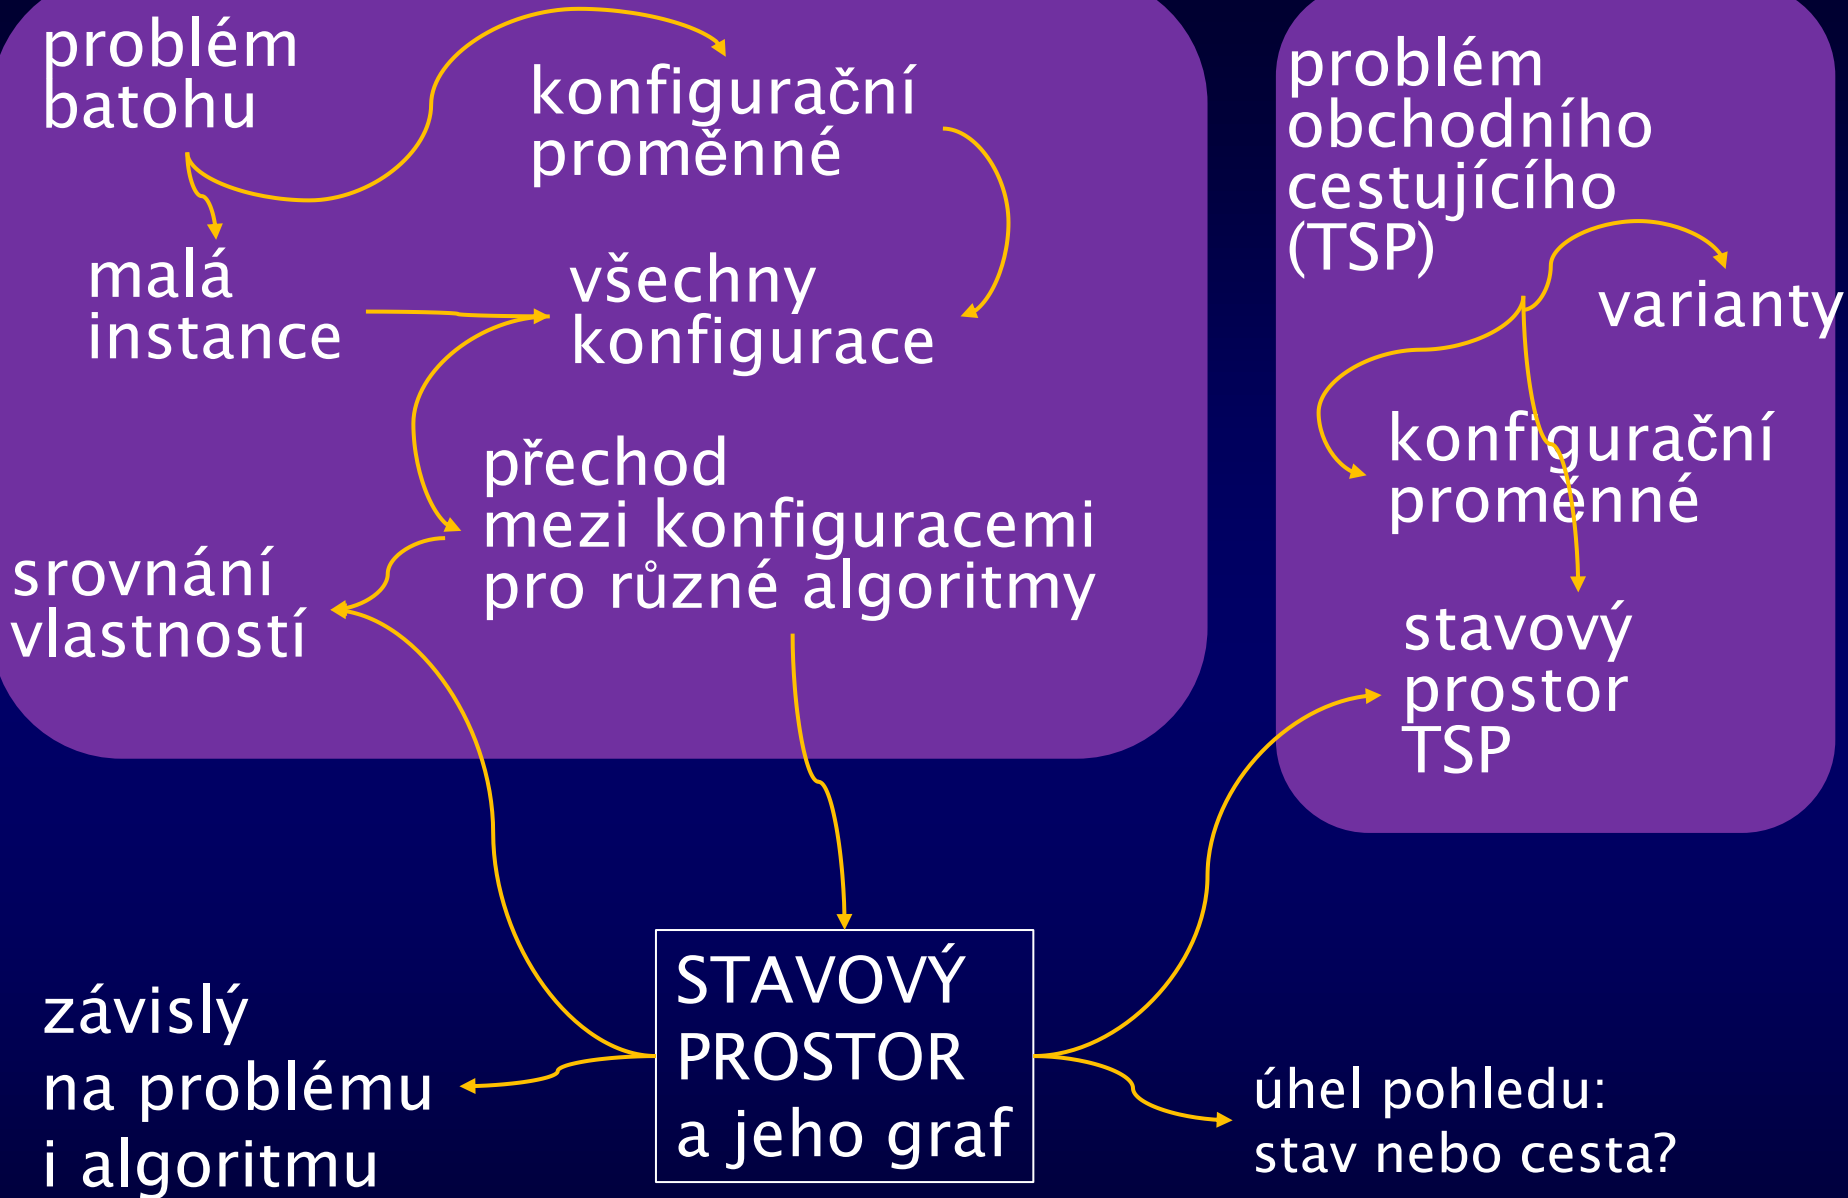 problém
batohu
konfigurační
proměnné
malá
instance
všechny
konfigurace
přechod
mezi konfiguracemi
pro různé algoritmy
srovnání
vlastností
problém
obchodního
cestujícího
(TSP)
varianty
konfigurační
proměnné
stavový
prostor
TSP
STAVOVÝ
PROSTOR
a jeho graf
závislý
na problému
i algoritmu
úhel pohledu:
stav nebo cesta?